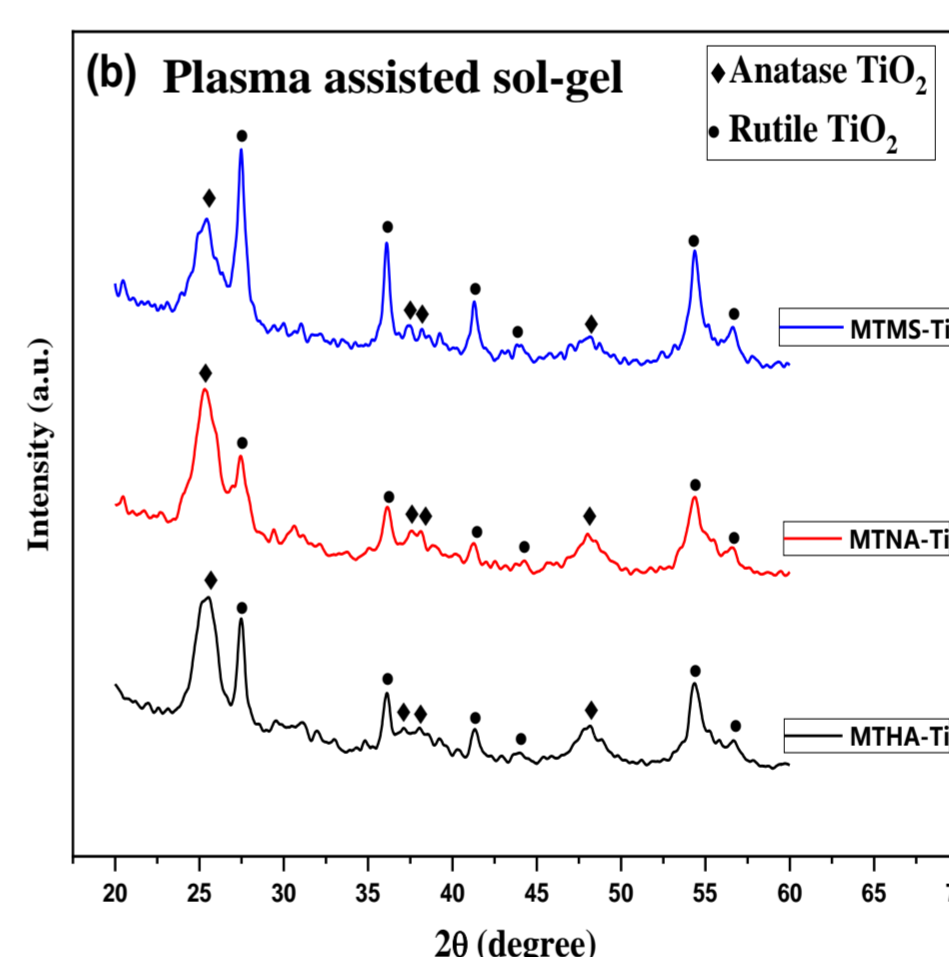 (b) Plasma assisted sol-gel
♦Anatase TiO₂
● Rutile TiO₂
MTMS-Ti
MTNA-Ti
MTHA-Ti
Intensity (a.u.)
20 25 30 35 40 45 50 55 60 65
2θ (degree)